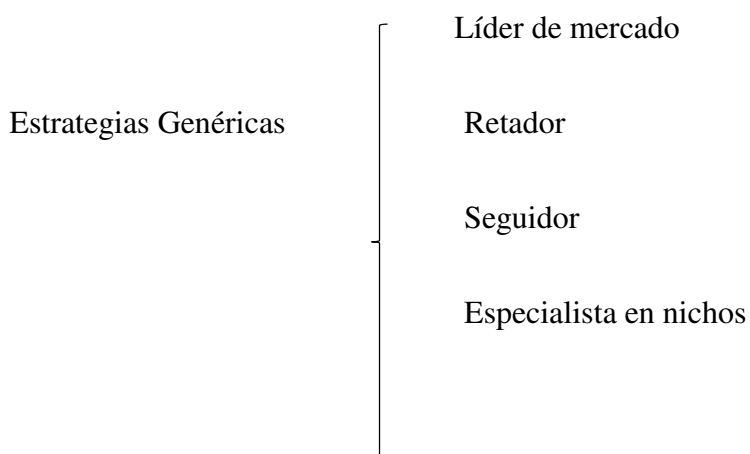 Líder de mercado
Estrategias Genéricas
Retador
Seguidor
Especialista en nichos